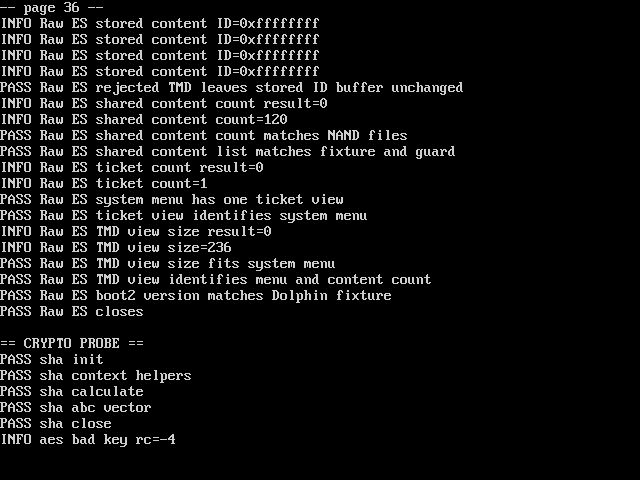 -- page 36 --
INFO Raw ES stored content ID=0xffffffff
INFO Raw ES stored content ID=0xffffffff
INFO Raw ES stored content ID=0xffffffff
INFO Raw ES stored content ID=0xffffffff
PASS Raw ES rejected TMD leaves stored ID buffer unchanged
INFO Raw ES shared content count result=0
INFO Raw ES shared content count=120
PASS Raw ES shared content count matches NAND files
PASS Raw ES shared content list matches fixture and guard
INFO Raw ES ticket count result=0
INFO Raw ES ticket count=1
PASS Raw ES system menu has one ticket view
PASS Raw ES ticket view identifies system menu
INFO Raw ES TMD view size result=0
INFO Raw ES TMD view size=236
PASS Raw ES TMD view size fits system menu
PASS Raw ES TMD view identifies menu and content count
PASS Raw ES boot2 version matches Dolphin fixture
PASS Raw ES closes
== CRYPTO PROBE ==
PASS sha init
PASS sha context helpers
PASS sha calculate
PASS sha abc vector
PASS sha close
INFO aes bad key rc=-4